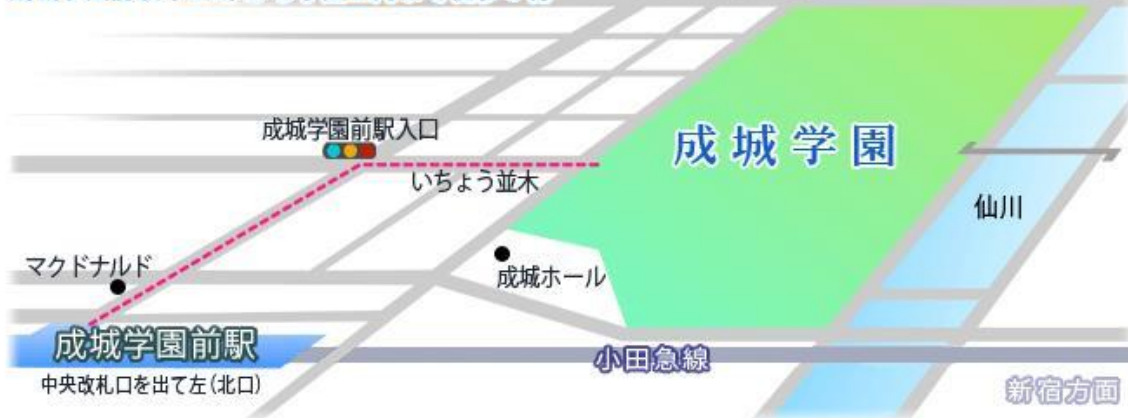 成城学園前駅入口
成城学園
いちょう並木
仙川
マクドナルド
成城ホール
成城学園前駅
小田急線
中央改札口を出て左(北口)
新宿方面